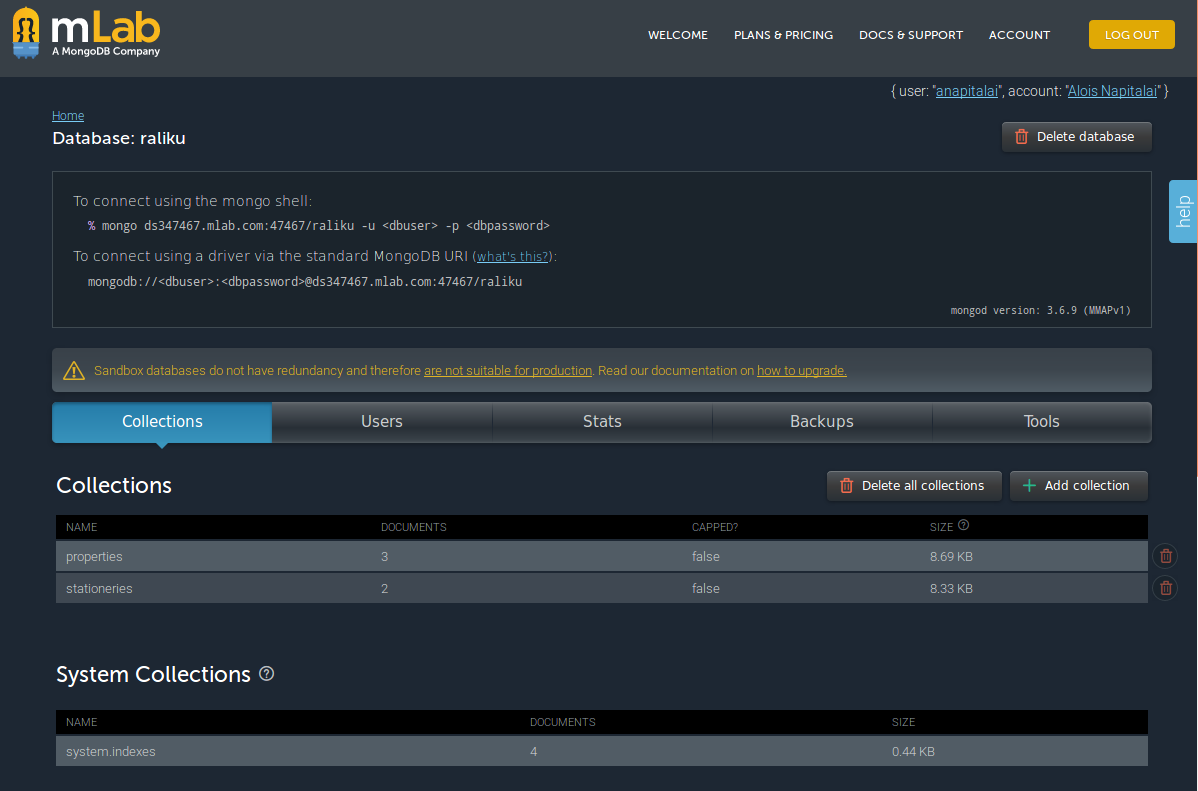 mLab
A MongoDB Company
WELCOME PLANS & PRICING DOCS & SUPPORT ACCOUNT LOG OUT
{ user: "anapitalai", account: "Alois Napitalai" }
Home
Database: raliku
Delete database
help
To connect using the mongo shell:
% mongo ds347467.mlab.com:47467/raliku -u <dbuser> -p <dbpassword>
To connect using a driver via the standard MongoDB URI (what's this?):
mongodb://<dbuser>:<dbpassword>@ds347467.mlab.com:47467/raliku
mongod version: 3.6.9 (MMAPv1)
Sandbox databases do not have redundancy and therefore are not suitable for production. Read our documentation on how to upgrade.
Collections Users Stats Backups Tools
Collections
Delete all collections Add collection
NAME DOCUMENTS CAPPED? SIZE ?
properties 3 false 8.69 KB
stationeries 2 false 8.33 KB
System Collections ?
NAME DOCUMENTS SIZE
system.indexes 4 0.44 KB